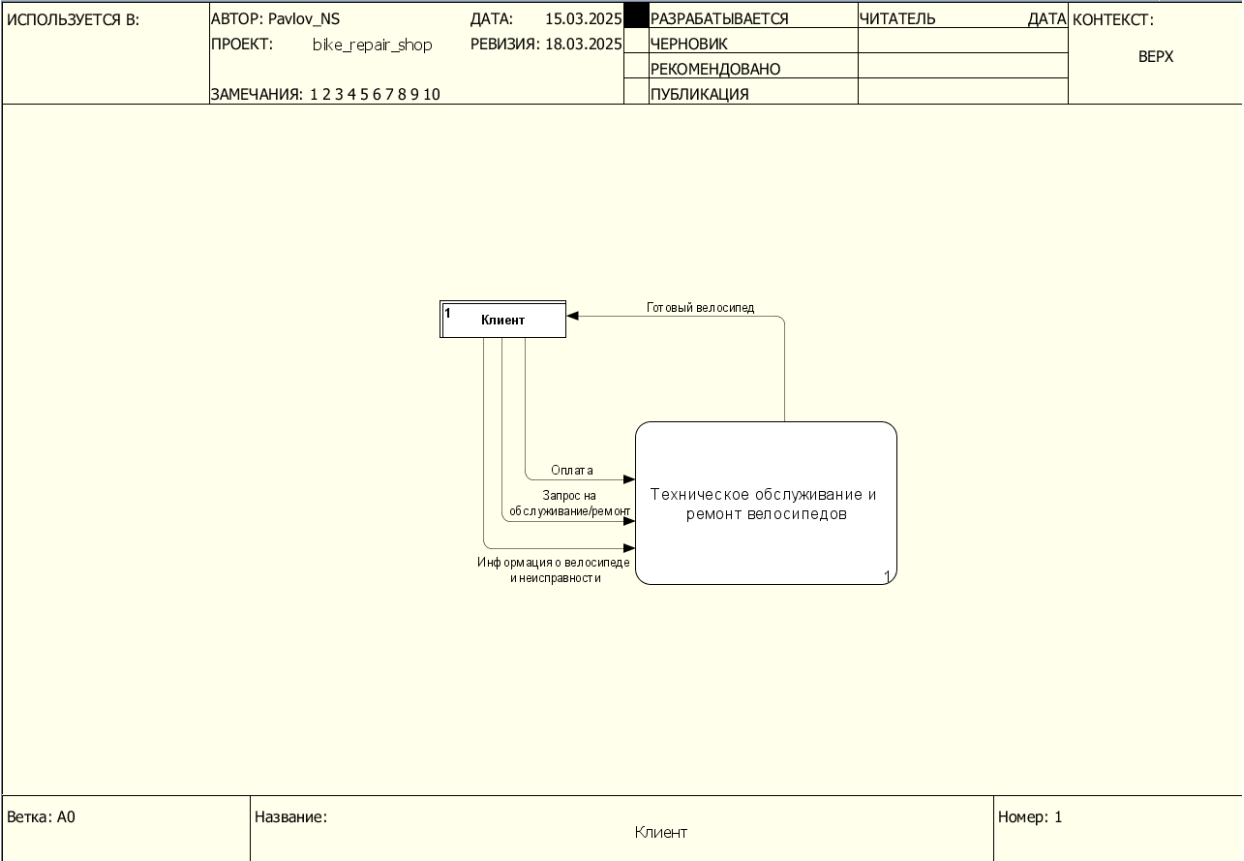 ИСПОЛЬЗУЕТСЯ В:
АВТОР: Pavlov_NS
ДАТА: 15.03.2025
ПРОЕКТ: bike_repair_shop
РЕВИЗИЯ: 18.03.2025
ЗАМЕЧАНИЯ: 1 2 3 4 5 6 7 8 9 10
РАЗРАБАТЫВАЕТСЯ
ЧЕРНОВИК
РЕКОМЕНДОВАНО
ПУБЛИКАЦИЯ
ЧИТАТЕЛЬ
ДАТА
КОНТЕКСТ:
ВЕРХ
Готовый велосипед
1
Клиент
Оплата
Запрос на
обслуживание/ремонт
Информация о велосипеде
и неисправности
Техническое обслуживание и
ремонт велосипедов
1
Ветка: A0
Название:
Клиент
Номер: 1